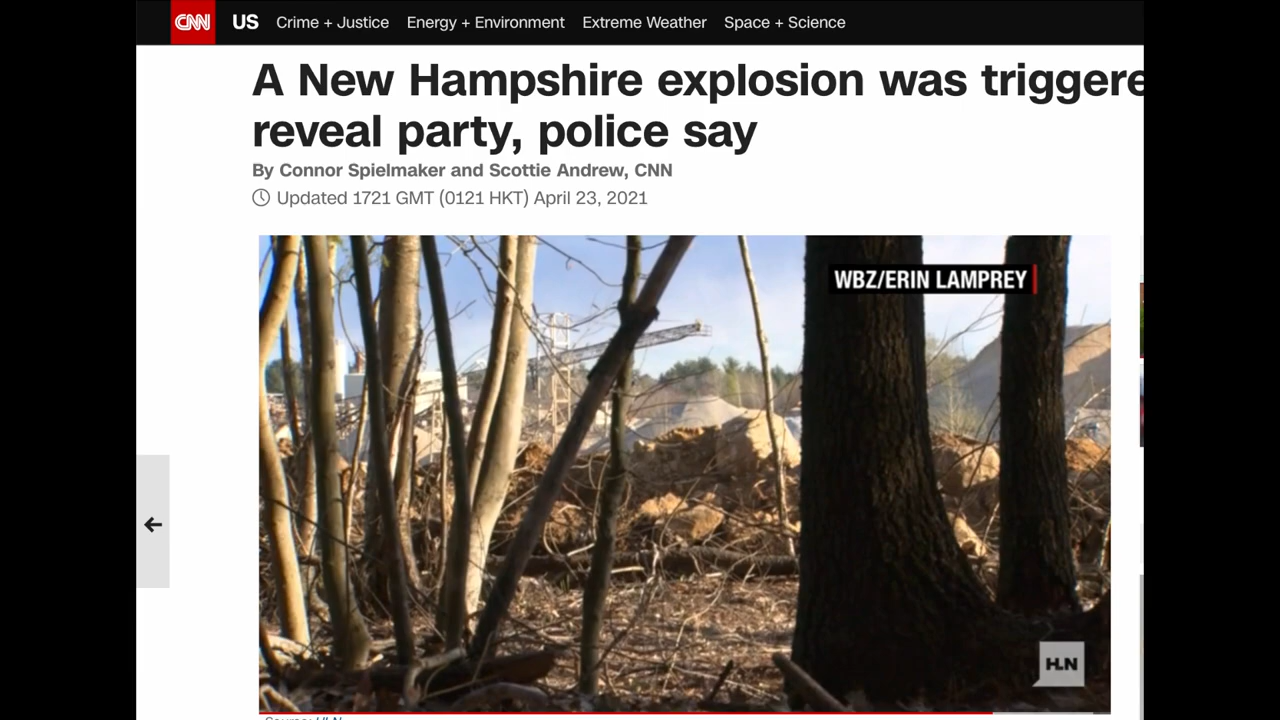 CNN US Crime + Justice Energy + Environment Extreme Weather Space + Science
A New Hampshire explosion was triggere
reveal party, police say
By Connor Spielmaker and Scottie Andrew, CNN
Updated 1721 GMT (0121 HKT) April 23, 2021
WBZ/ERIN LAMPREY
HLN
Source: HLN